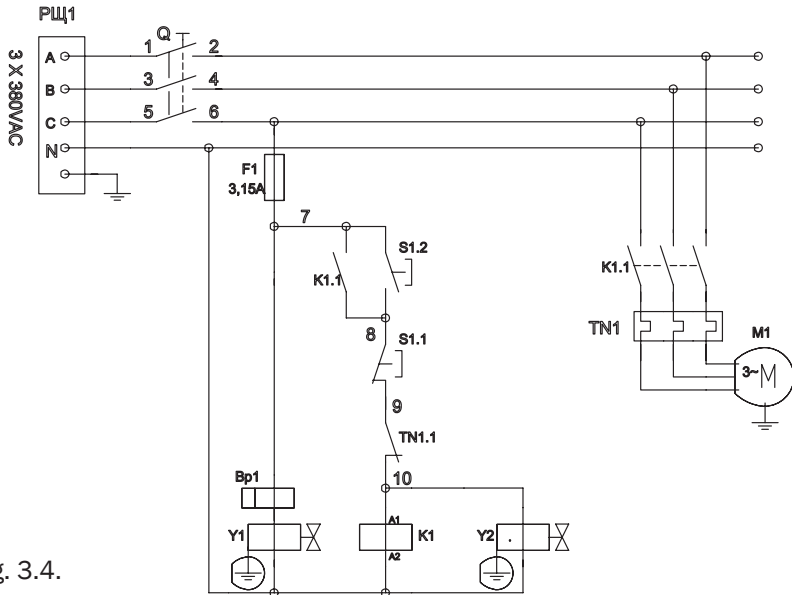 РЩ1
3 X 380VAC
A
B
C
N
Q
1
2
3
4
5
6
F1
3,15A
7
K1.1
S1.2
8
S1.1
9
TN1.1
10
Bp1
Y1
A1
K1
A2
Y2
K1.1
TN1
M1
3~M
g. 3.4.